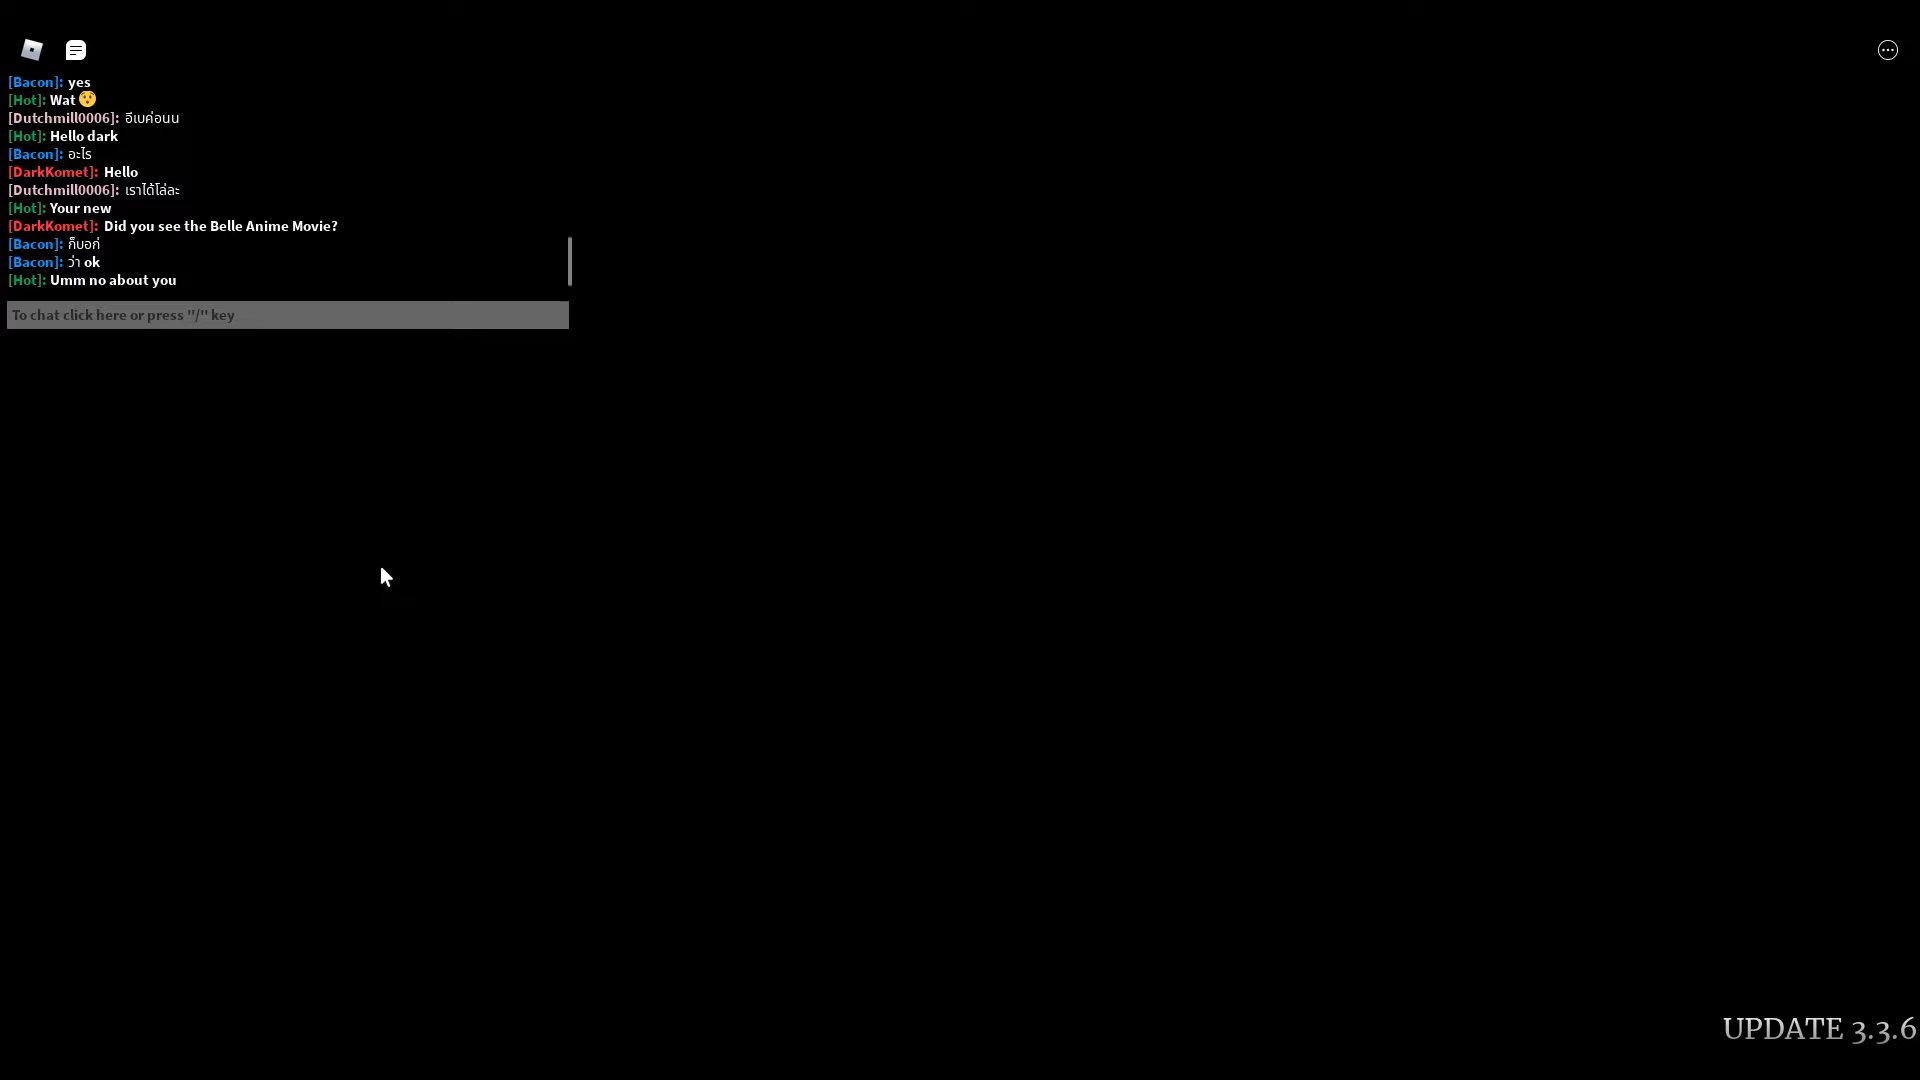 [Bacon]: yes
[Hot]: Wat 😯
[Dutchmill0006]: อีเบค่อนน
[Hot]: Hello dark
[Bacon]: อะไร
[DarkKomet]: Hello
[Dutchmill0006]: เราได้โล่ละ
[Hot]: Your new
[DarkKomet]: Did you see the Belle Anime Movie?
[Bacon]: ก็บอก่
[Bacon]: ว่า ok
[Hot]: Umm no about you
To chat click here or press "/" key
UPDATE 3.3.6